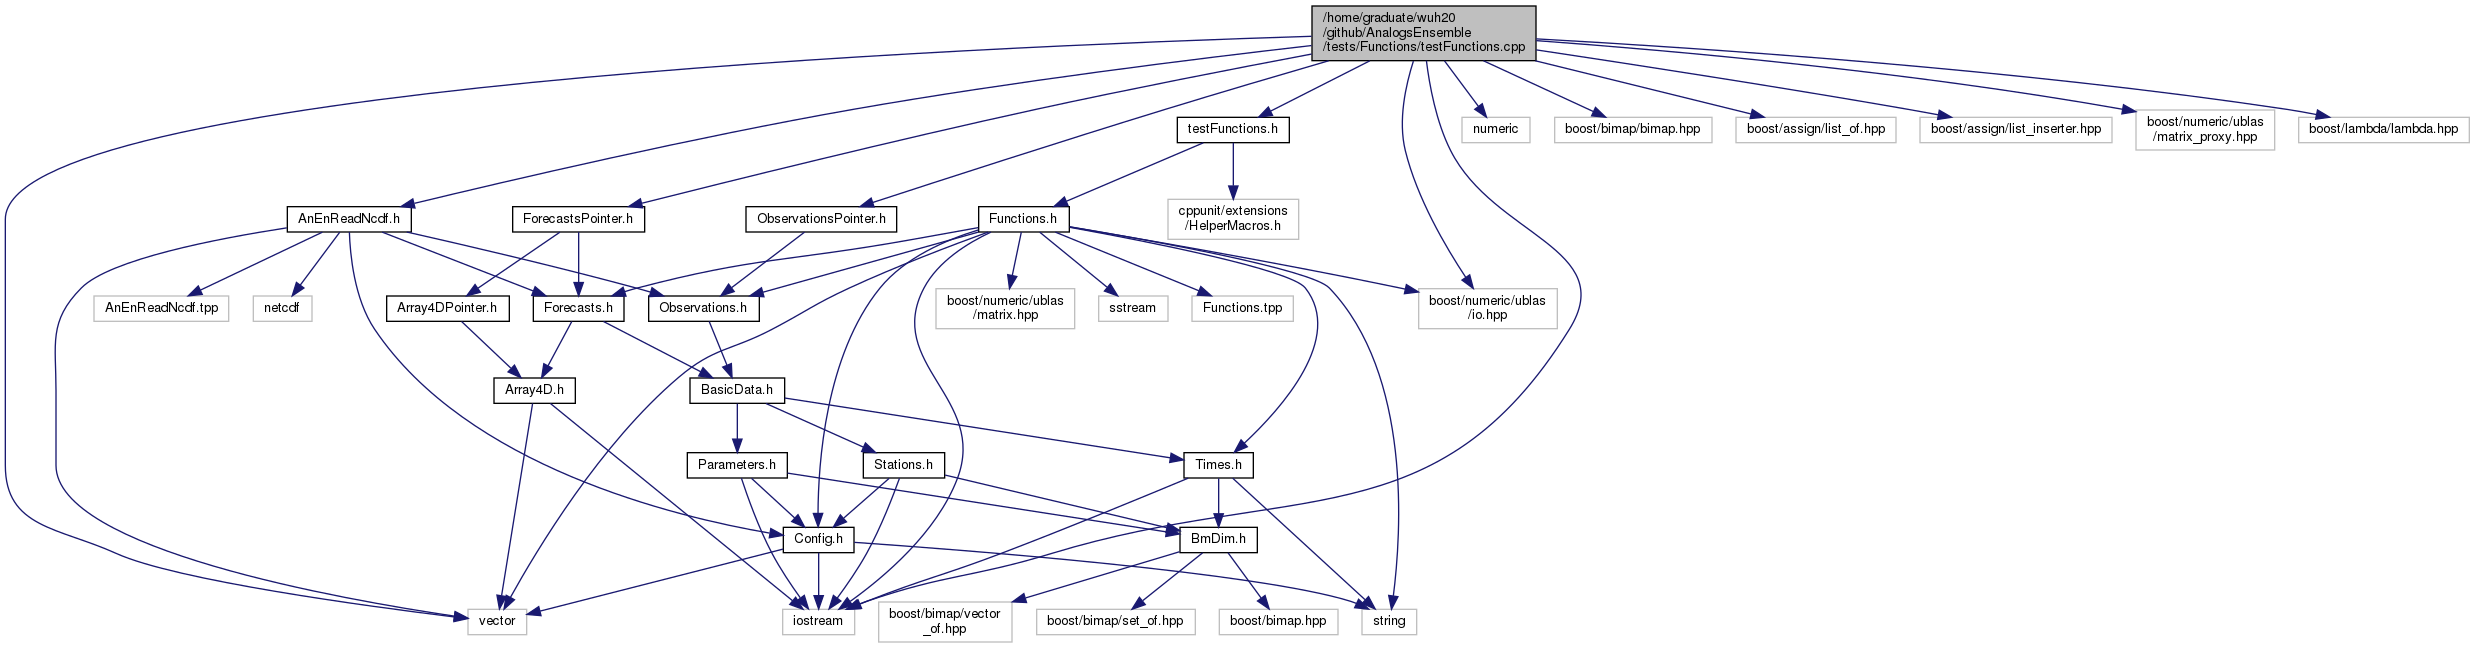 /home/graduate/wuh20
/github/AnalogsEnsemble
/tests/Functions/testFunctions.cpp
testFunctions.h
numeric
boost/bimap/bimap.hpp
boost/assign/list_of.hpp
boost/assign/list_inserter.hpp
boost/numeric/ublas
/matrix_proxy.hpp
boost/lambda/lambda.hpp
AnEnReadNcdf.h
ForecastsPointer.h
ObservationsPointer.h
Functions.h
cppunit/extensions
/HelperMacros.h
AnEnReadNcdf.tpp
netcdf
Array4DPointer.h
Forecasts.h
Observations.h
boost/numeric/ublas
/matrix.hpp
sstream
Functions.tpp
boost/numeric/ublas
/io.hpp
Array4D.h
BasicData.h
Parameters.h
Stations.h
Times.h
Config.h
BmDim.h
vector
iostream
boost/bimap/vector
_of.hpp
boost/bimap/set_of.hpp
boost/bimap.hpp
string